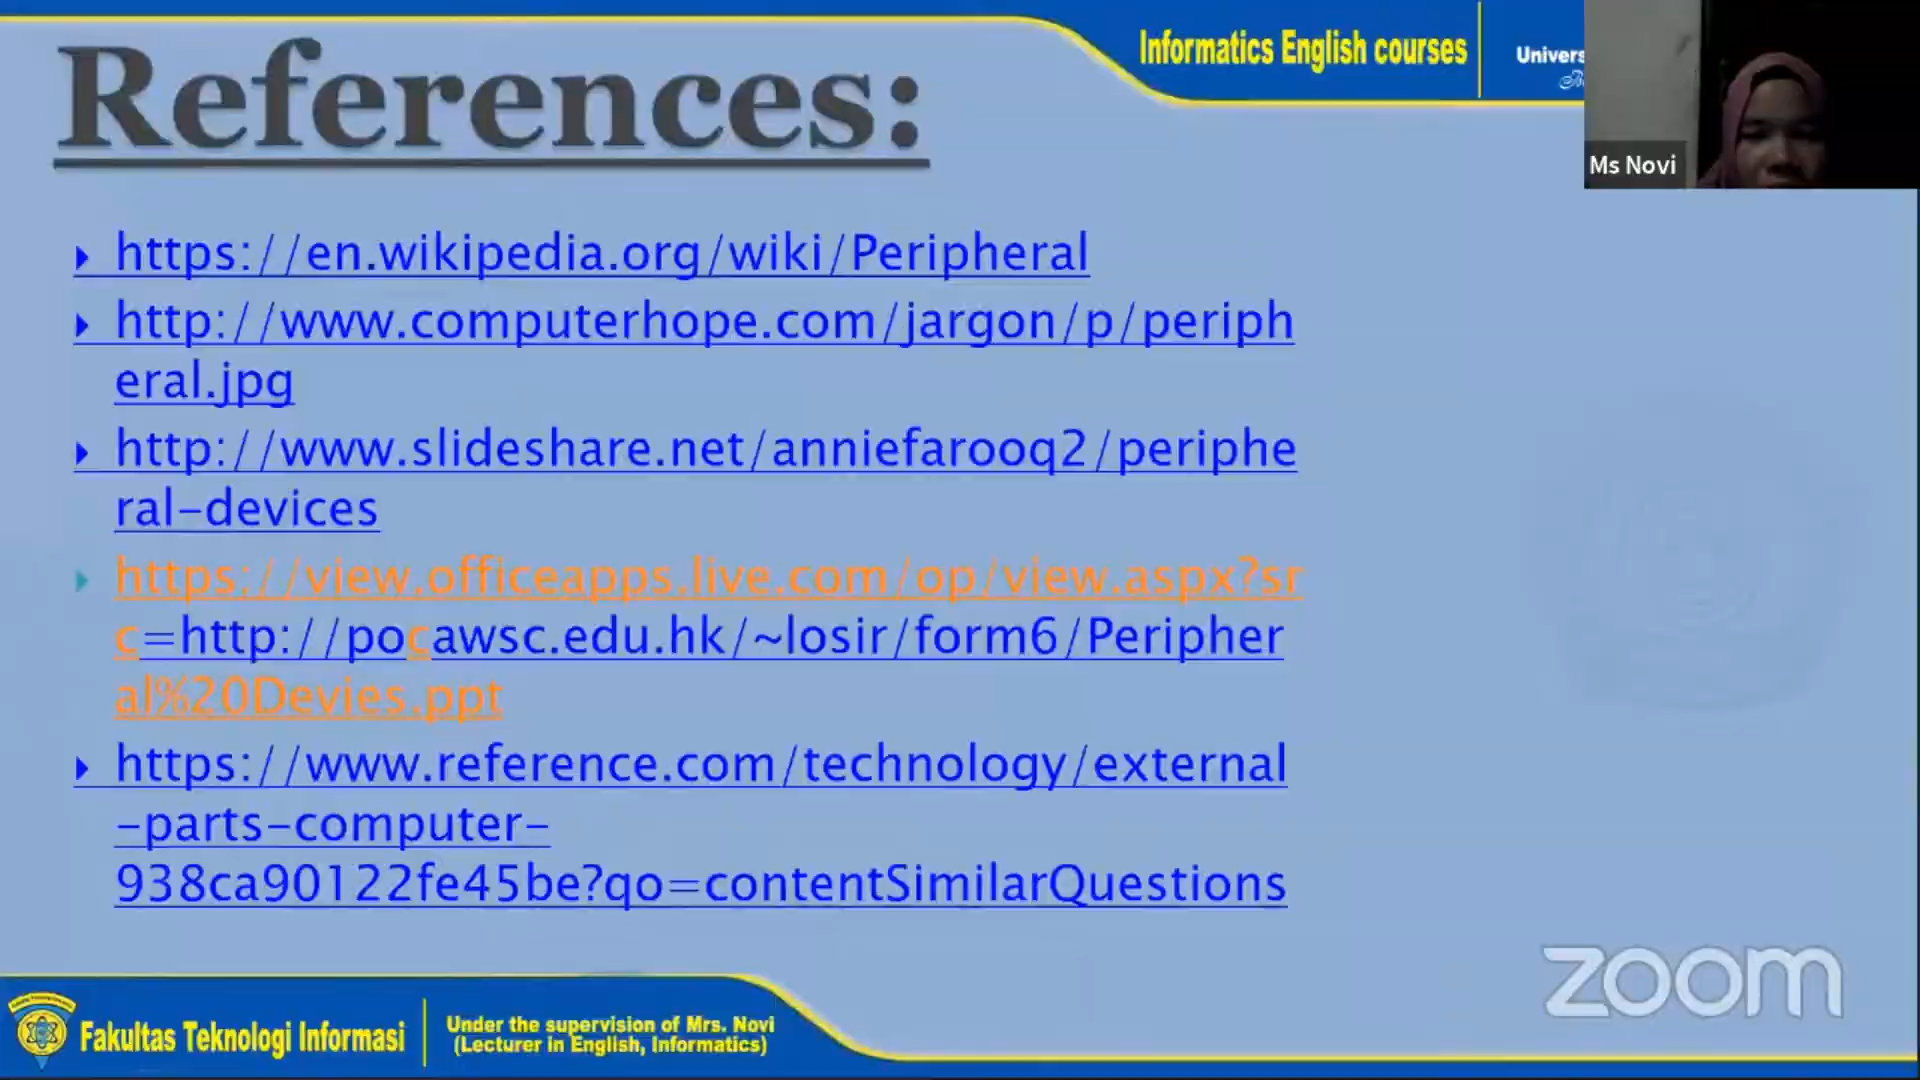 Informatics English courses
Univers
References:
Ms Novi
https://en.wikipedia.org/wiki/Peripheral
http://www.computerhope.com/jargon/p/periph
eral.jpg
http://www.slideshare.net/anniefarooq2/periphe
ral-devices
https://view.officeapps.live.com/op/view.aspx?sr
c=http://pocawsc.edu.hk/~losir/form6/Peripher
al%20Devies.ppt
https://www.reference.com/technology/external
-parts-computer-
938ca90122fe45be?qo=contentSimilarQuestions
zoom
Fakultas Teknologi Informasi
Under the supervision of Mrs. Novi
(Lecturer in English, Informatics)